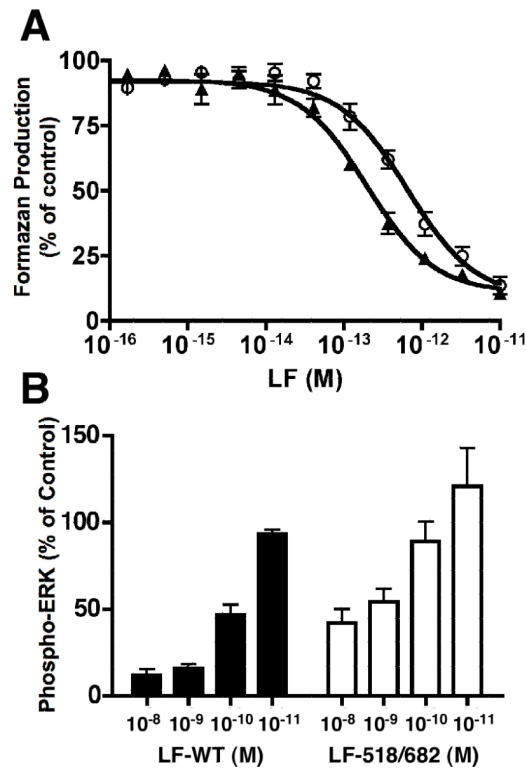 A
Formazan Production
(% of control)
100
75
50
25
0
10-16 10-15 10-14 10-13 10-12 10-11
LF (M)
B
Phospho-ERK (% of Control)
150
100
50
0
10-8 10-9 10-10 10-11 10-8 10-9 10-10 10-11
LF-WT (M) LF-518/682 (M)